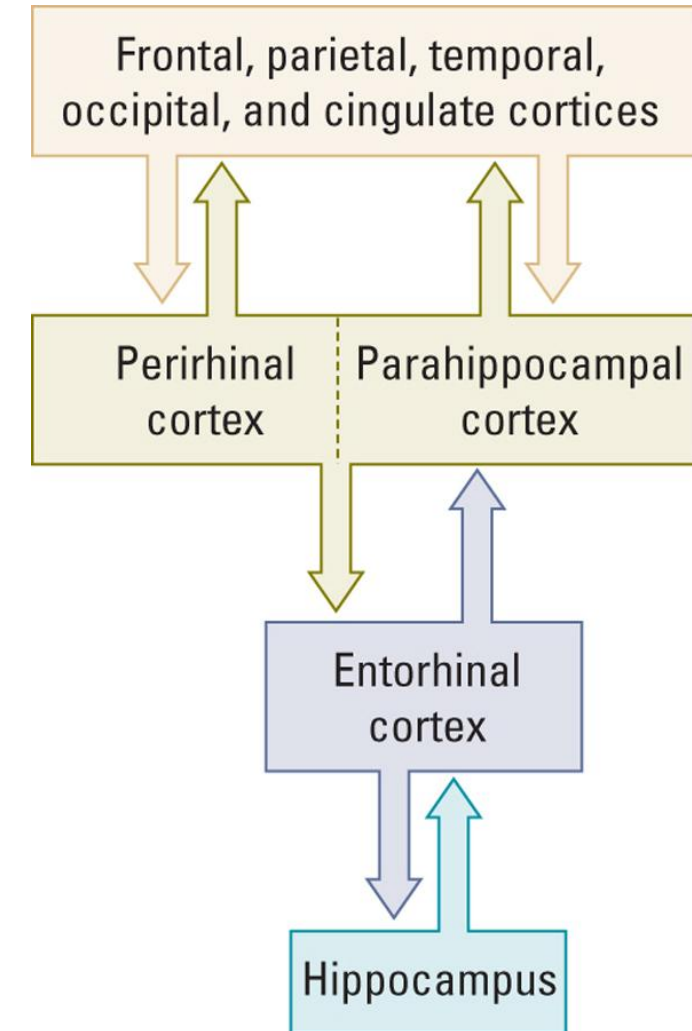 Frontal, parietal, temporal,
occipital, and cingulate cortices
Perirhinal
cortex
Parahippocampal
cortex
Entorhinal
cortex
Hippocampus